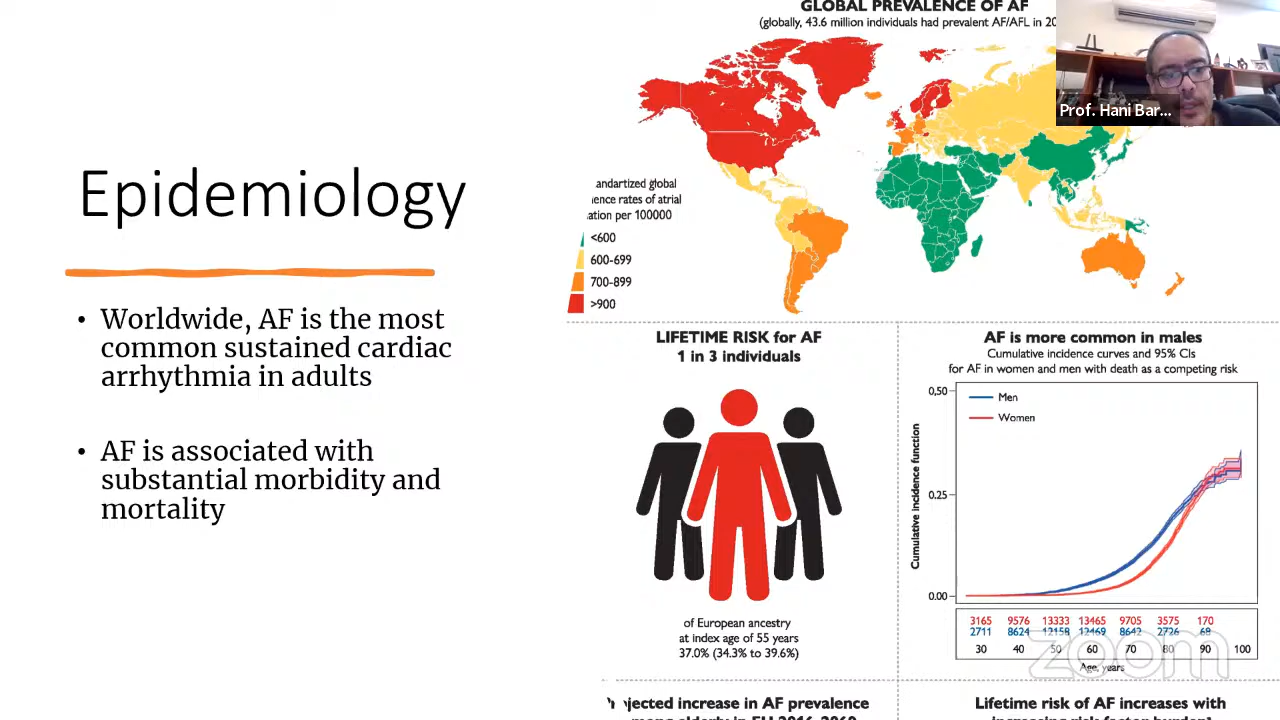 GLOBAL PREVALENCE OF AF
(globally, 43.6 million individuals had prevalent AF/AFL in 20
Prof. Hani Bar...
Epidemiology
• Worldwide, AF is the most
common sustained cardiac
arrhythmia in adults
• AF is associated with
substantial morbidity and
mortality
andartized global
ence rates of atrial
ation per 100000
<600
600-699
700-899
>900
LIFETIME RISK for AF
1 in 3 individuals
of European ancestry
at index age of 55 years
37.0% (34.3% to 39.6%)
AF is more common in males
Cumulative incidence curves and 95% CIs
for AF in women and men with death as a competing risk
Men
Women
Cumulative incidence function
0,50
0.25
0.00
3165 9576 13333 13465 9705 3575 170
2711 8624 12158 12469 8642 2726 68
30 40 50 60 70 80 90 100
Age, years
zoom
jected increase in AF prevalence
among elderly in EU 2016-2060
Lifetime risk of AF increases with
increasing risk factor burden